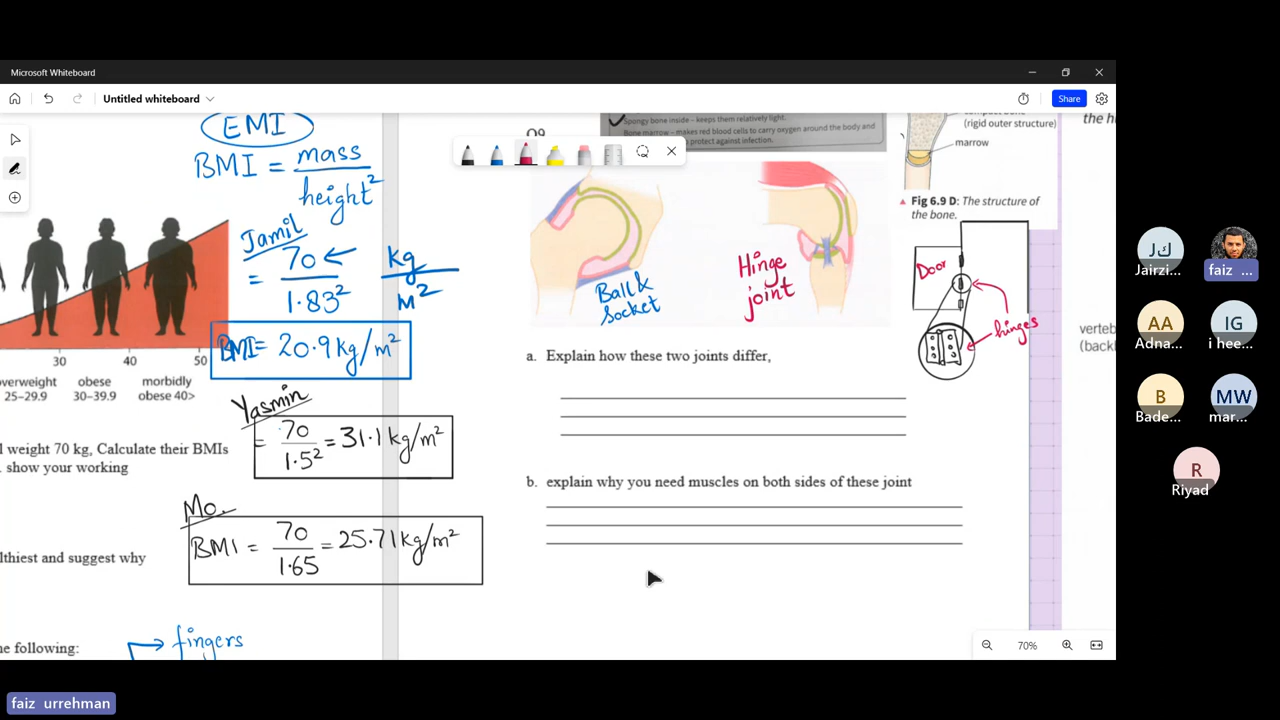 Microsoft Whiteboard
Untitled whiteboard
Share
EMI
BMI = mass
height²
Jamil
= 70
1.83²
kg
M²
BMI = 20.9 kg/m²
30 40 50
overweight obese morbidly
25–29.9 30–39.9 obese 40>
Yasmin
= 70
1.5²
= 31.1 kg/m²
l weight 70 kg, Calculate their BMIs
show your working
Mo.
BMI = 70
1.65
= 25.71 kg/m²
lthiest and suggest why
ne following:
fingers
Q9
Spongy bone inside – keeps them relatively light.
Bone marrow – makes red blood cells to carry oxygen around the body and
protect against infection.
Ball &
Socket
Hinge
joint
a. Explain how these two joints differ,
b. explain why you need muscles on both sides of these joint
(rigid outer structure)
marrow
Fig 6.9 D: The structure of
the bone.
Door
hinges
the h
verteb
(back
70%
Jairzi...
faiz ...
AA
Adna...
IG
i hee...
B
Bade...
MW
mar...
R
Riyad
faiz urrehman